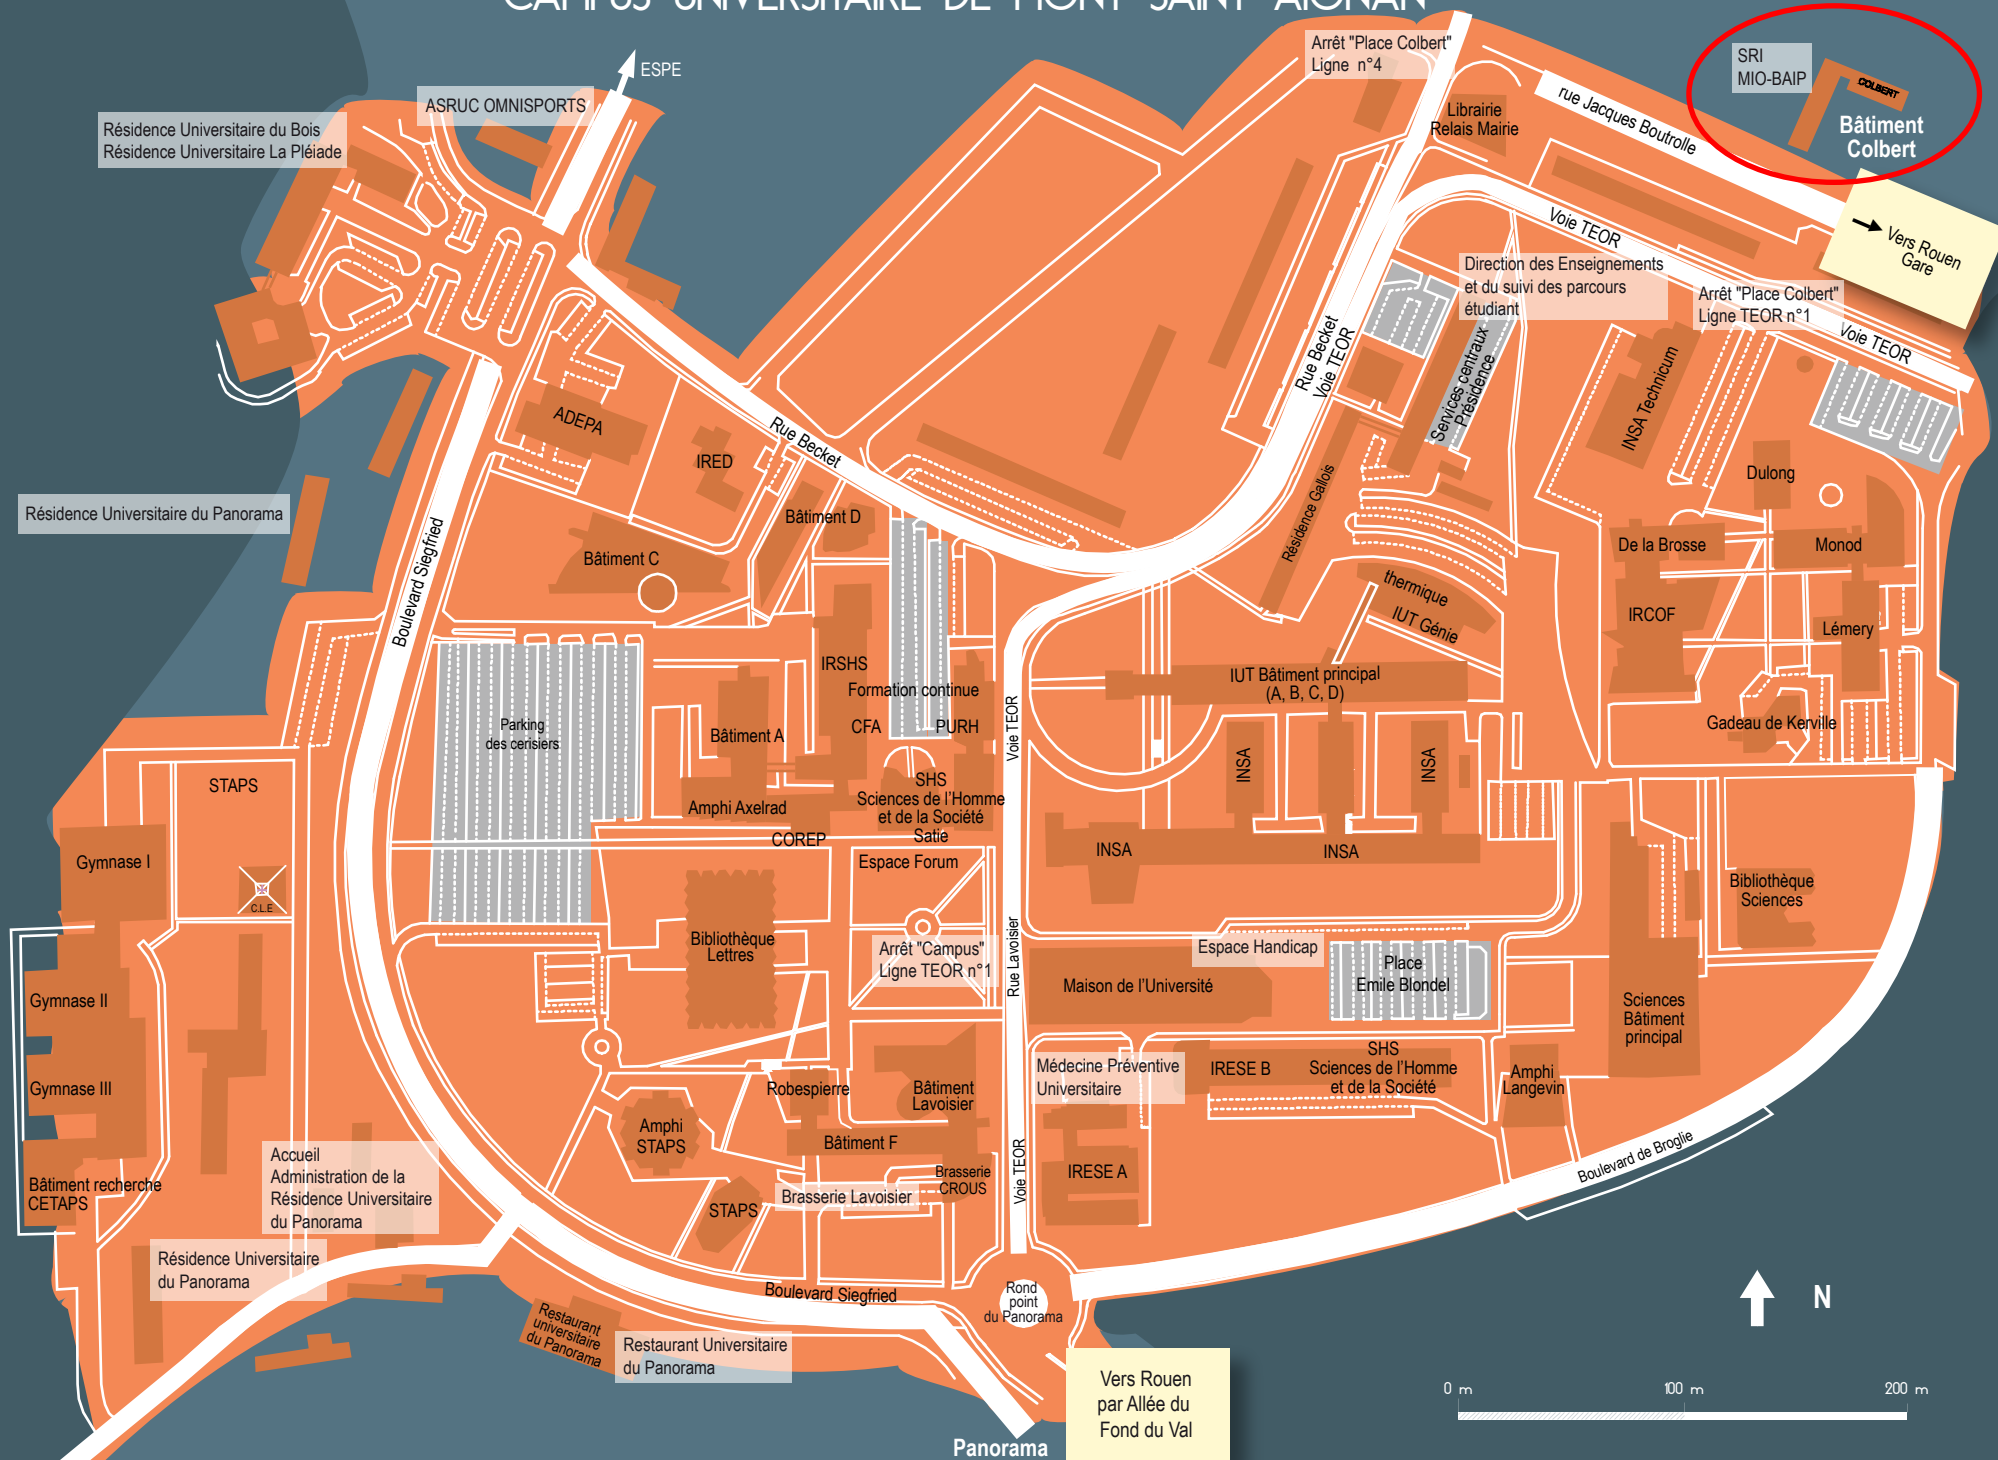 CAMPUS UNIVERSITAIRE DE MONT SAINT AIGNAN
ESPE
ASRUC OMNISPORTS
Résidence Universitaire du Bois
Résidence Universitaire La Pléiade
Arrêt "Place Colbert"
Ligne n°4
SRI
MIO-BAIP
COLBERT
Bâtiment
Colbert
Librairie
Relais Mairie
rue Jacques Boutrolle
Vers Rouen
Gare
Voie TEOR
Direction des Enseignements
et du suivi des parcours
étudiant
Arrêt "Place Colbert"
Ligne TEOR n°1
Voie TEOR
Rue Becket
Voie TEOR
Services centraux
Présidence
INSA Technicum
ADEPA
IRED
Rue Becket
Résidence Gallois
Dulong
Résidence Universitaire du Panorama
Boulevard Siegfried
Bâtiment D
Bâtiment C
De la Brosse
Monod
thermique
IUT Génie
IRCOF
Lémery
IRSHS
Formation continue
CFA
PURH
IUT Bâtiment principal
(A, B, C, D)
Parking
des cerisiers
Bâtiment A
Voie TEOR
Gadeau de Kerville
INSA
INSA
STAPS
SHS
Sciences de l'Homme
et de la Société
Satie
Amphi Axelrad
COREP
Espace Forum
INSA
INSA
Gymnase I
C.L.E
Bibliothèque
Sciences
Bibliothèque
Lettres
Arrêt "Campus"
Ligne TEOR n°1
Rue Lavoisier
Espace Handicap
Maison de l'Université
Place
Emile Blondel
Gymnase II
Sciences
Bâtiment
principal
Gymnase III
Médecine Préventive
Universitaire
IRESE B
SHS
Sciences de l'Homme
et de la Société
Amphi
Langevin
Robespierre
Bâtiment
Lavoisier
Amphi
STAPS
Bâtiment F
Accueil
Administration de la
Résidence Universitaire
du Panorama
Bâtiment recherche
CETAPS
Brasserie
CROUS
Brasserie Lavoisier
Voie TEOR
IRESE A
Boulevard de Broglie
STAPS
Résidence Universitaire
du Panorama
Boulevard Siegfried
Rond
point
du Panorama
N
Restaurant
universitaire
du Panorama
Restaurant Universitaire
du Panorama
Vers Rouen
par Allée du
Fond du Val
0 m
100 m
200 m
Panorama